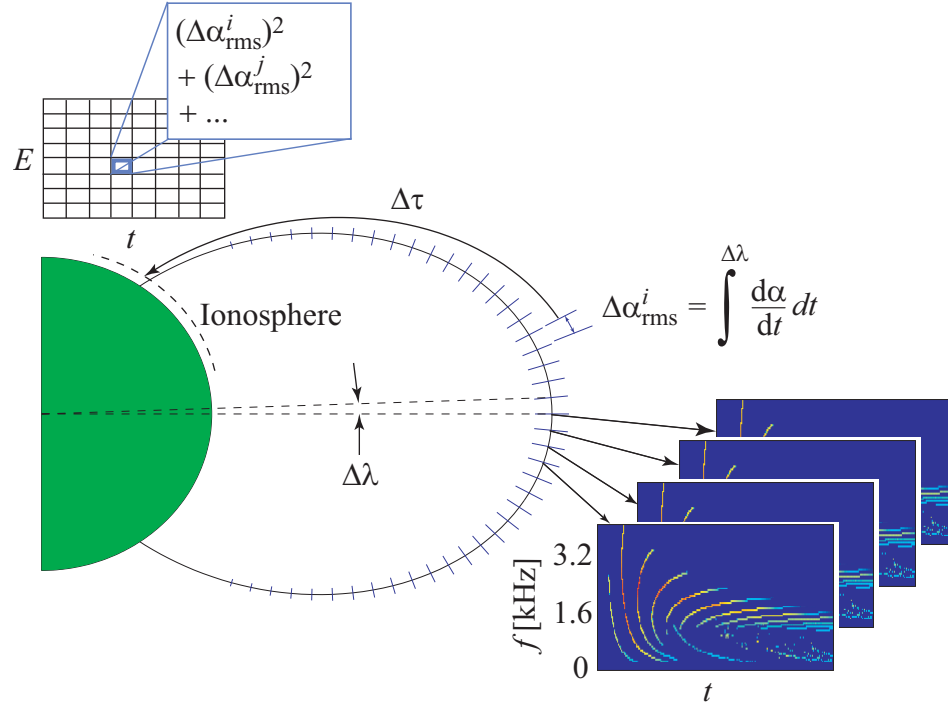 (Δα^i_rms)^2
+ (Δα^j_rms)^2
+ ...
E
t
Δτ
Ionosphere
Δα^i_rms = ∫^Δλ dα/dt dt
Δλ
f [kHz]
3.2
1.6
0
t